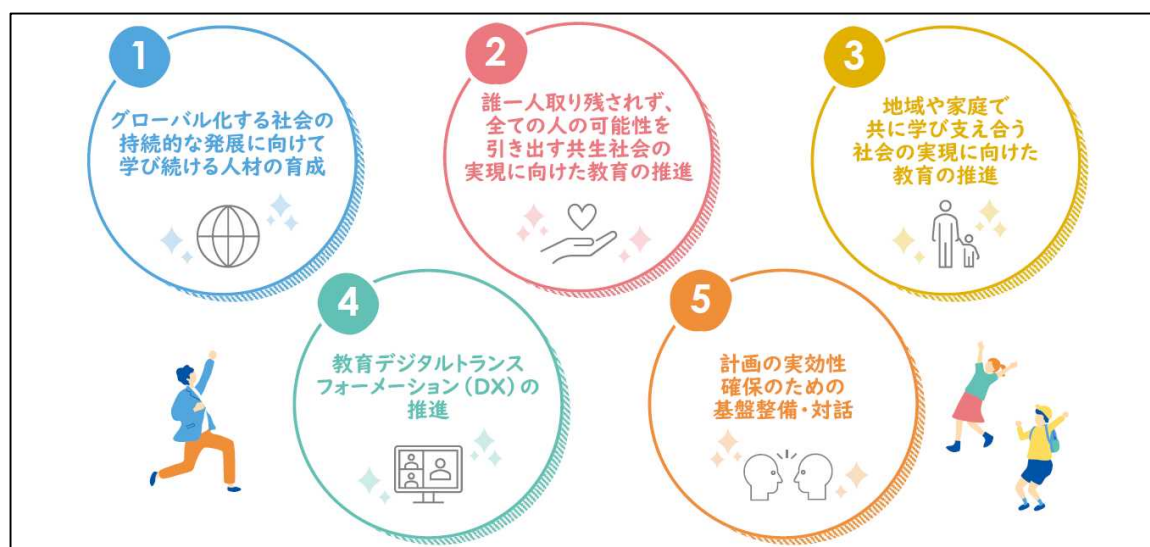 1
グローバル化する社会の
持続的な発展に向けて
学び続ける人材の育成
2
誰一人取り残されず、
全ての人の可能性を
引き出す共生社会の
実現に向けた教育の推進
3
地域や家庭で
共に学び支え合う
社会の実現に向けた
教育の推進
4
教育デジタルトランス
フォーメーション（DX）の
推進
5
計画の実効性
確保のための
基盤整備・対話